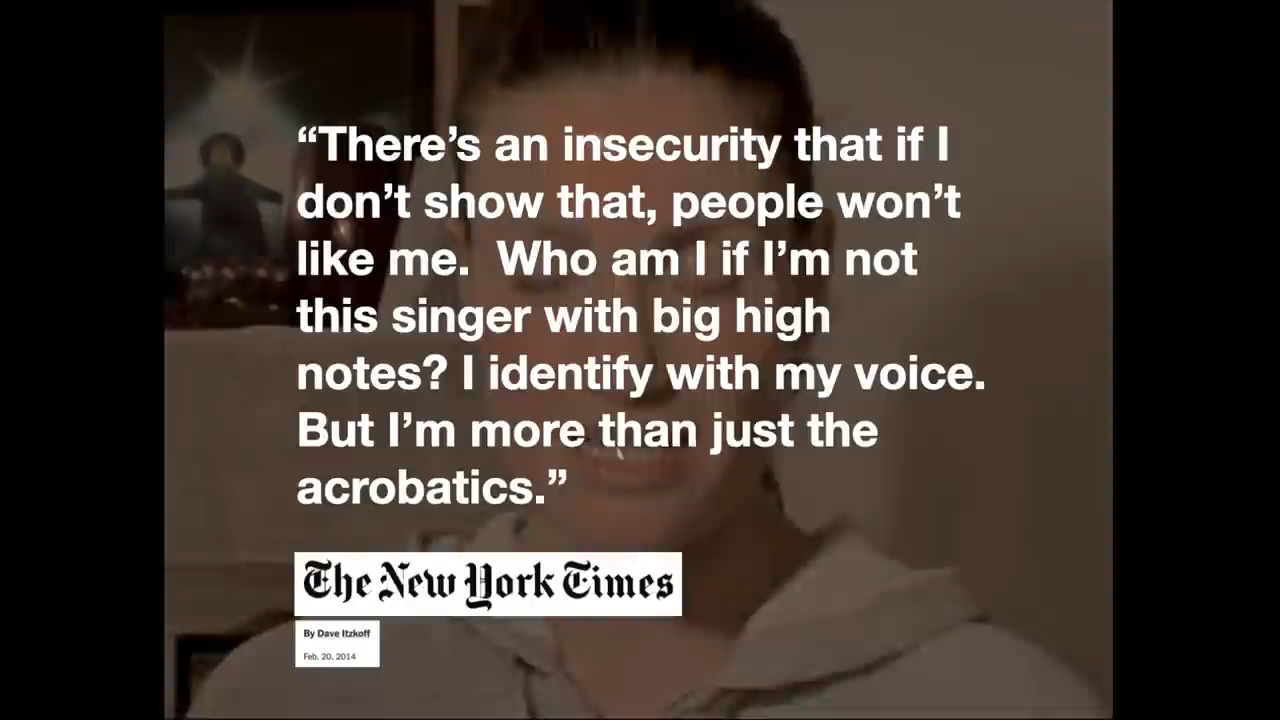 “There’s an insecurity that if I
don’t show that, people won’t
like me.  Who am I if I’m not
this singer with big high
notes? I identify with my voice.
But I’m more than just the
acrobatics.”
The New York Times
By Dave Itzkoff
Feb. 20, 2014